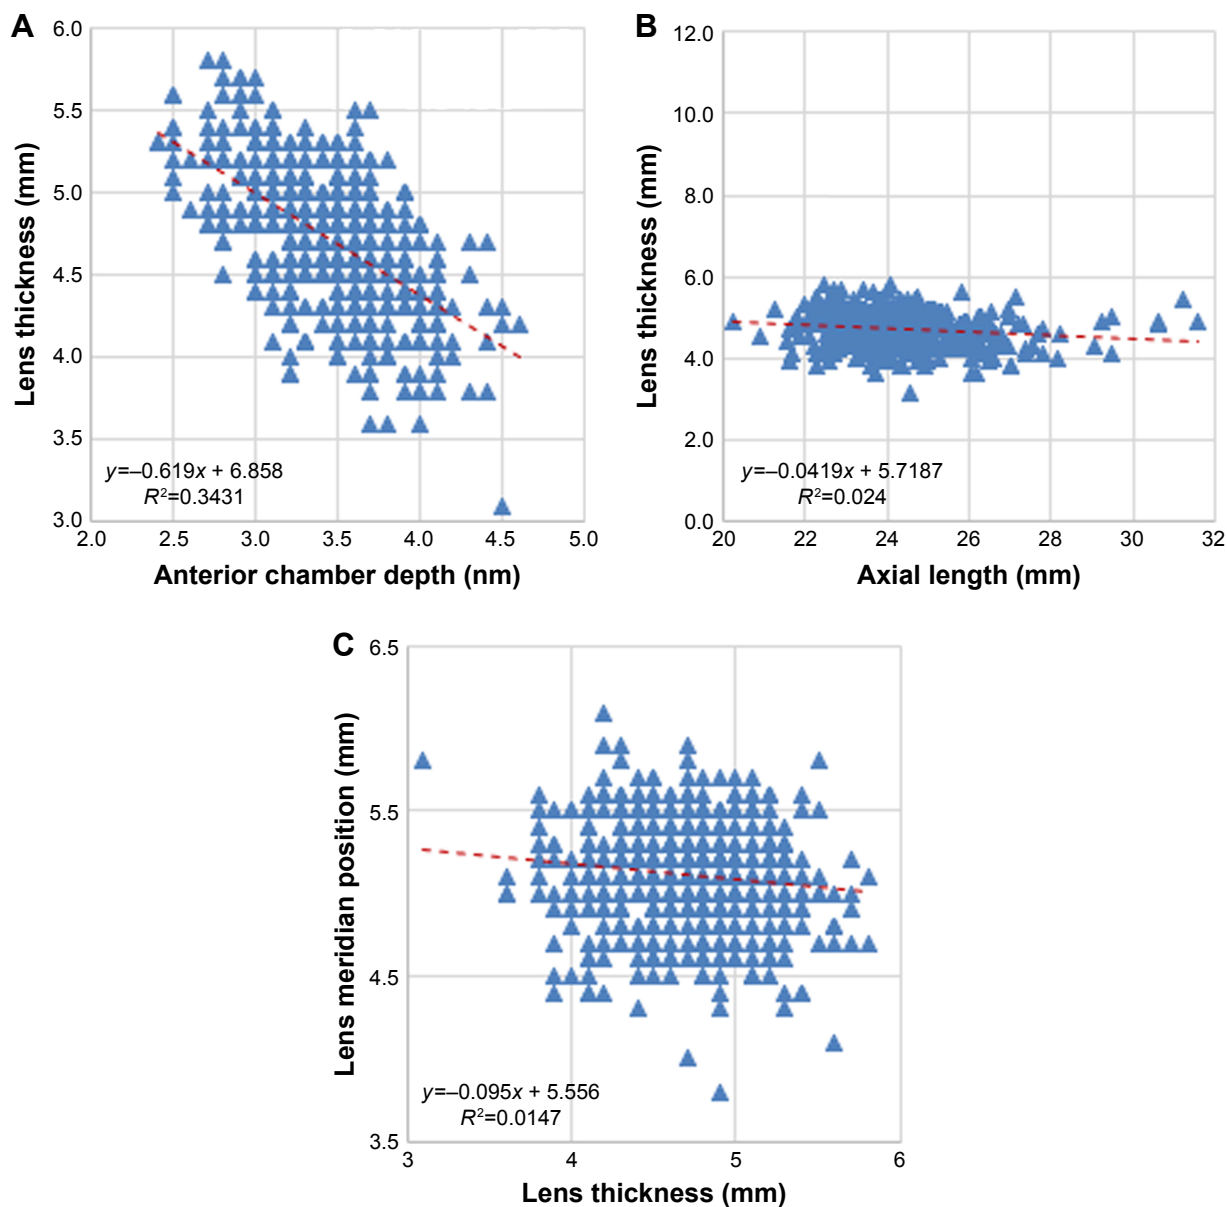 A
Lens thickness (mm)
6.0
5.5
5.0
4.5
4.0
3.5
3.0
y=–0.619x + 6.858
R²=0.3431
2.0 2.5 3.0 3.5 4.0 4.5 5.0
Anterior chamber depth (nm)
B
Lens thickness (mm)
12.0
10.0
8.0
6.0
4.0
2.0
0.0
y=–0.0419x + 5.7187
R²=0.024
20 22 24 26 28 30 32
Axial length (mm)
C
Lens meridian position (mm)
6.5
5.5
4.5
3.5
y=–0.095x + 5.556
R²=0.0147
3 4 5 6
Lens thickness (mm)